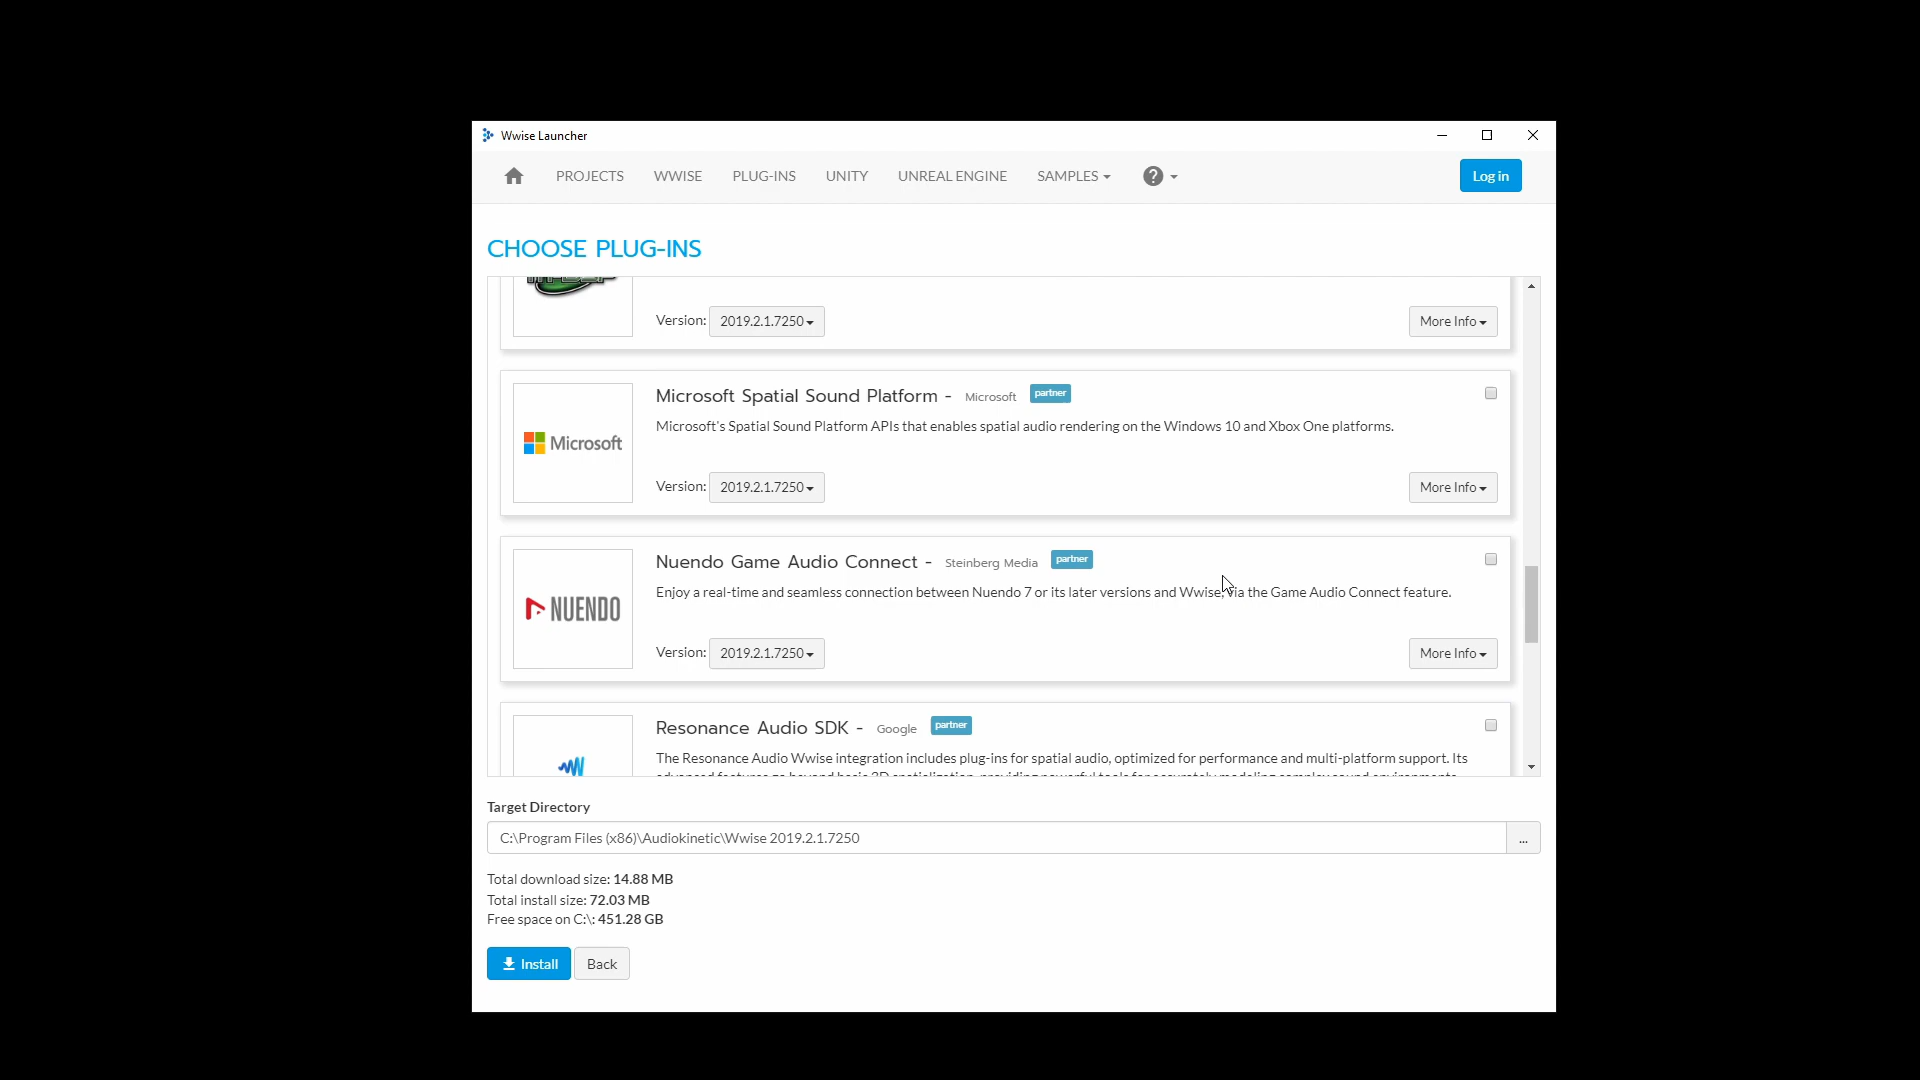 Wwise Launcher
PROJECTS WWISE PLUG-INS UNITY UNREAL ENGINE SAMPLES ? Log in
CHOOSE PLUG-INS
Version: 2019.2.1.7250 More Info
Microsoft Spatial Sound Platform - Microsoft partner
Microsoft's Spatial Sound Platform APIs that enables spatial audio rendering on the Windows 10 and Xbox One platforms.
Microsoft
Version: 2019.2.1.7250 More Info
Nuendo Game Audio Connect - Steinberg Media partner
Enjoy a real-time and seamless connection between Nuendo 7 or its later versions and Wwise, via the Game Audio Connect feature.
NUENDO
Version: 2019.2.1.7250 More Info
Resonance Audio SDK - Google partner
The Resonance Audio Wwise integration includes plug-ins for spatial audio, optimized for performance and multi-platform support. Its
Target Directory
C:\Program Files (x86)\Audiokinetic\Wwise 2019.2.1.7250 ...
Total download size: 14.88 MB
Total install size: 72.03 MB
Free space on C:\: 451.28 GB
Install Back